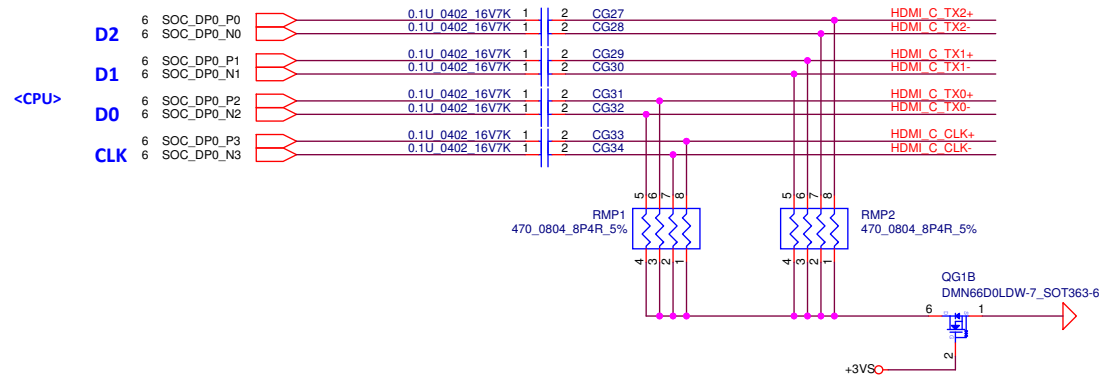 6 SOC_DP0_P0 0.1U_0402_16V7K 1 2 CG27 HDMI_C_TX2+
D2 6 SOC_DP0_N0 0.1U_0402_16V7K 1 2 CG28 HDMI_C_TX2-
6 SOC_DP0_P1 0.1U_0402_16V7K 1 2 CG29 HDMI_C_TX1+
D1 6 SOC_DP0_N1 0.1U_0402_16V7K 1 2 CG30 HDMI_C_TX1-
<CPU>
6 SOC_DP0_P2 0.1U_0402_16V7K 1 2 CG31 HDMI_C_TX0+
D0 6 SOC_DP0_N2 0.1U_0402_16V7K 1 2 CG32 HDMI_C_TX0-
6 SOC_DP0_P3 0.1U_0402_16V7K 1 2 CG33 HDMI_C_CLK+
CLK 6 SOC_DP0_N3 0.1U_0402_16V7K 1 2 CG34 HDMI_C_CLK-
5 6 7 8 5 6 7 8
RMP1 RMP2
470_0804_8P4R_5% 470_0804_8P4R_5%
4 3 2 1 4 3 2 1
QG1B
DMN66D0LDW-7_SOT363-6
6 1
2
+3VS